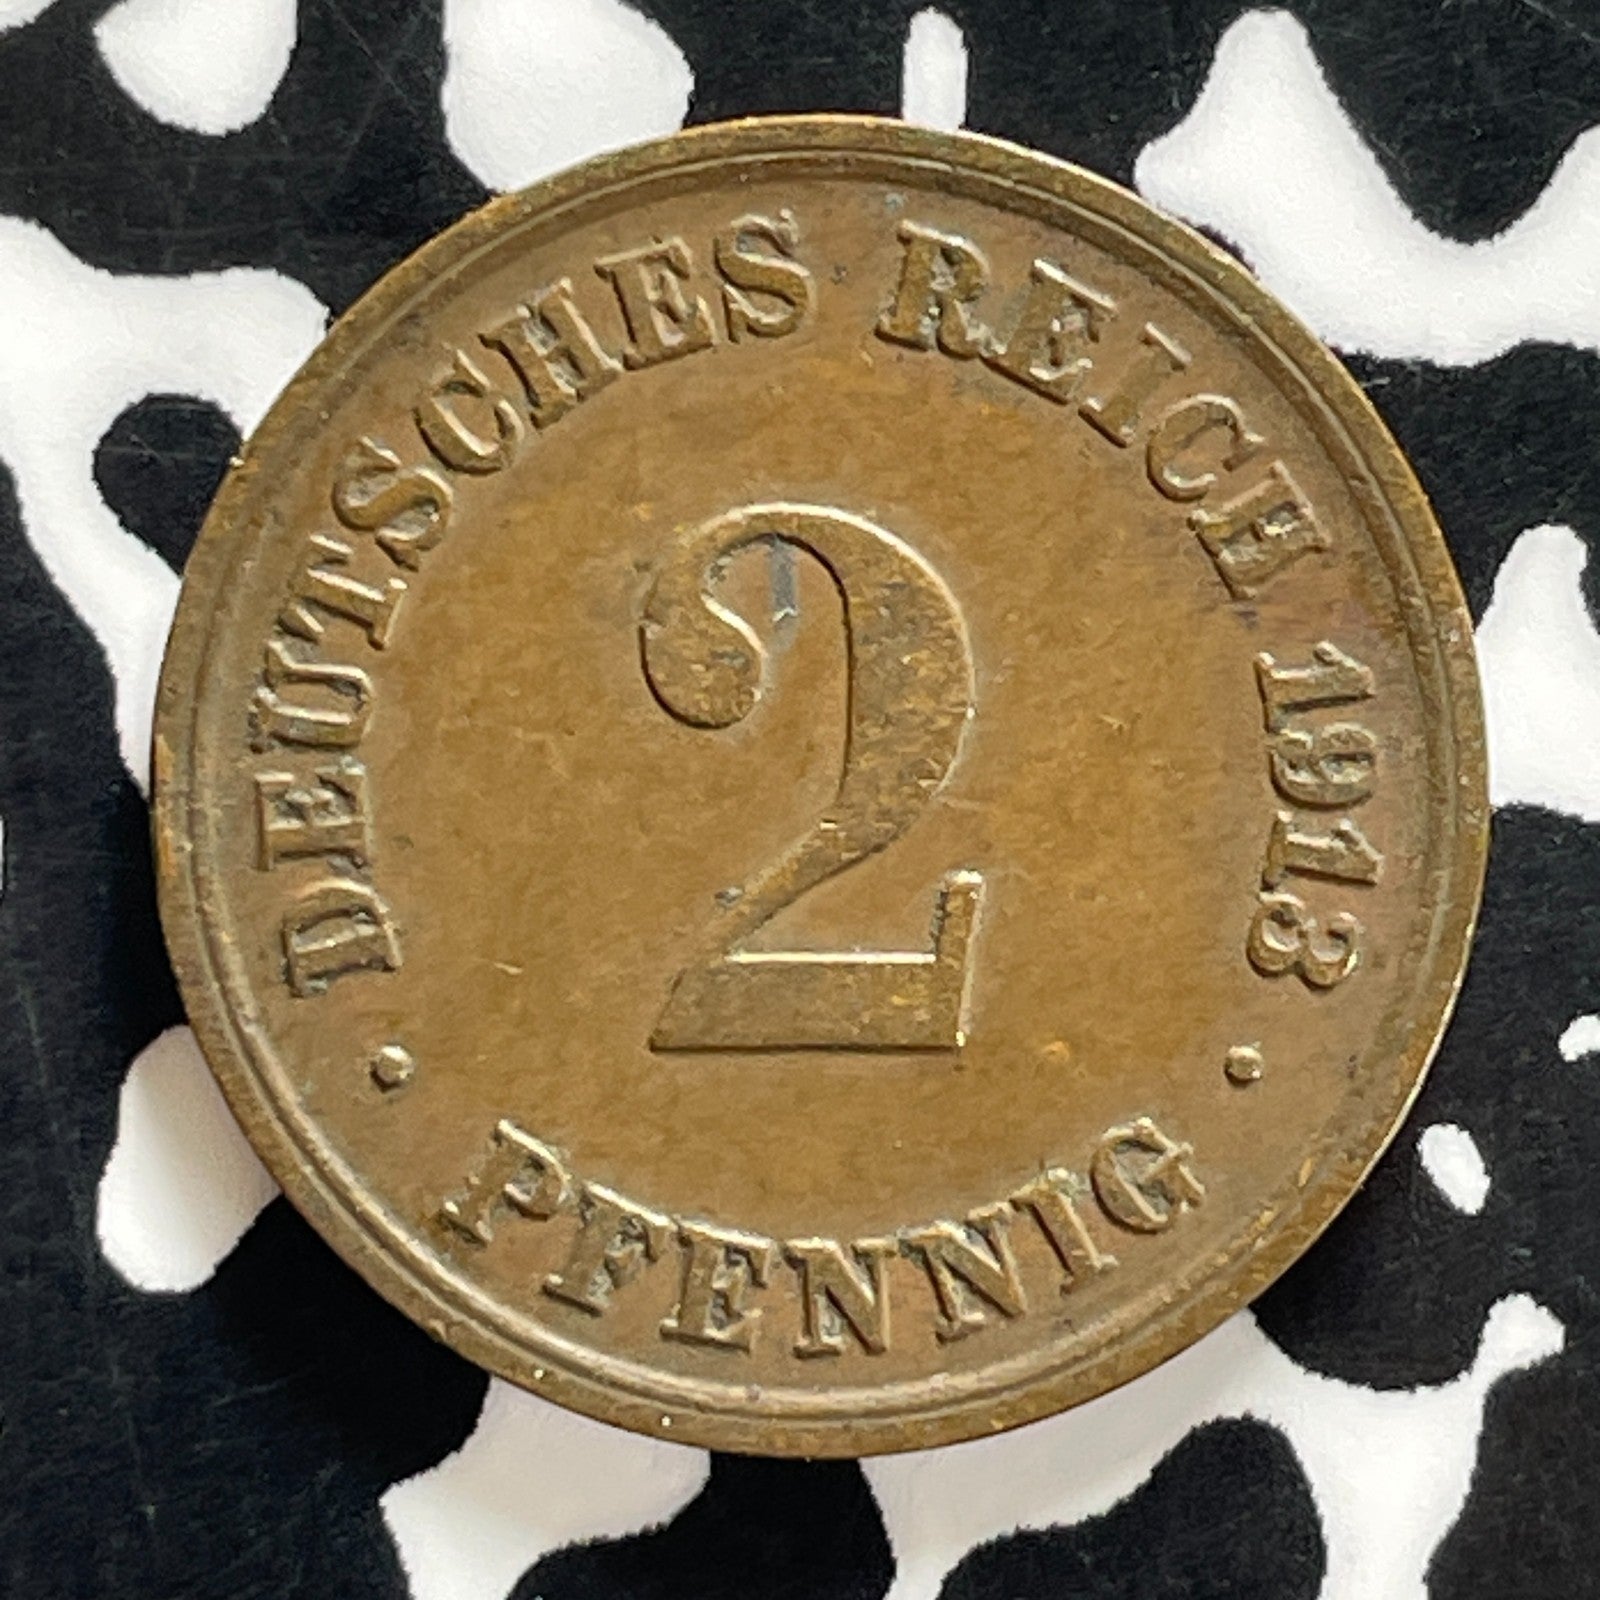 DEUTSCHES REICH 1913
2
· PFENNIG ·